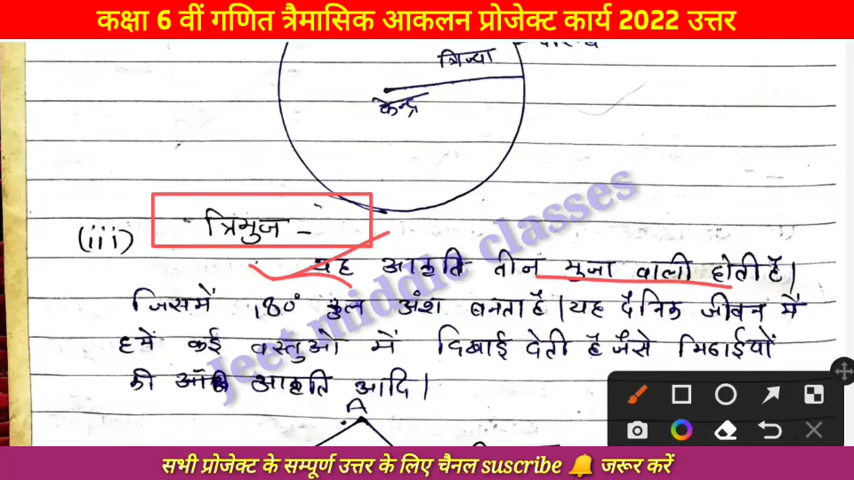 कक्षा 6 वीं गणित त्रैमासिक आकलन प्रोजेक्ट कार्य 2022 उत्तर
त्रिज्या
केन्द्र
(iii) त्रिभुज -
यह आकृति तीन भुजा वाली होती है|
जिसमें 180° कुल अंश बनता है|यह दैनिक जीवन में
हमें कई वस्तुओ में दिखाई देती है जैसे मिठाईयों
की आकृति आदि|
A
jeet middle classes
सभी प्रोजेक्ट के सम्पूर्ण उत्तर के लिए चैनल suscribe 🔔 जरूर करें